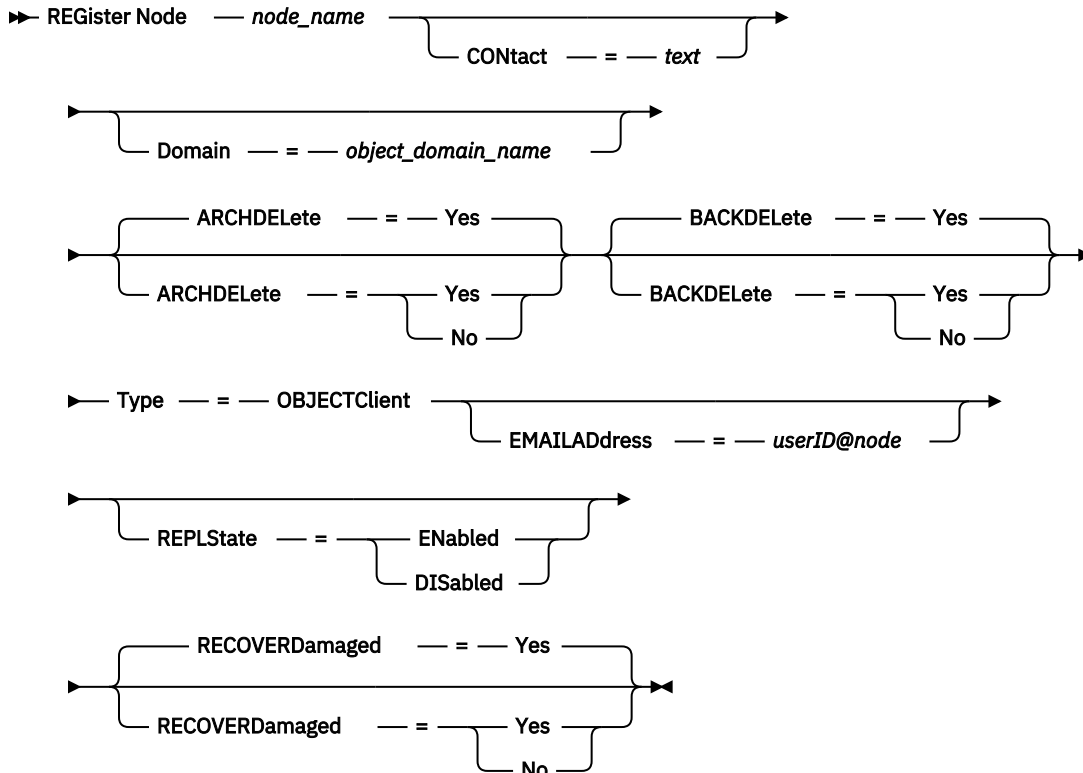 REGister Node — node_name
CONtact — = — text
Domain — = — object_domain_name
ARCHDELete — = — Yes BACKDELete — = — Yes
ARCHDELete — = Yes BACKDELete — = Yes
No No
Type — = — OBJECTClient
EMAILADdress — = — userID@node
REPLState — = ENabled
DISabled
RECOVERDamaged — = — Yes
RECOVERDamaged — = Yes
No